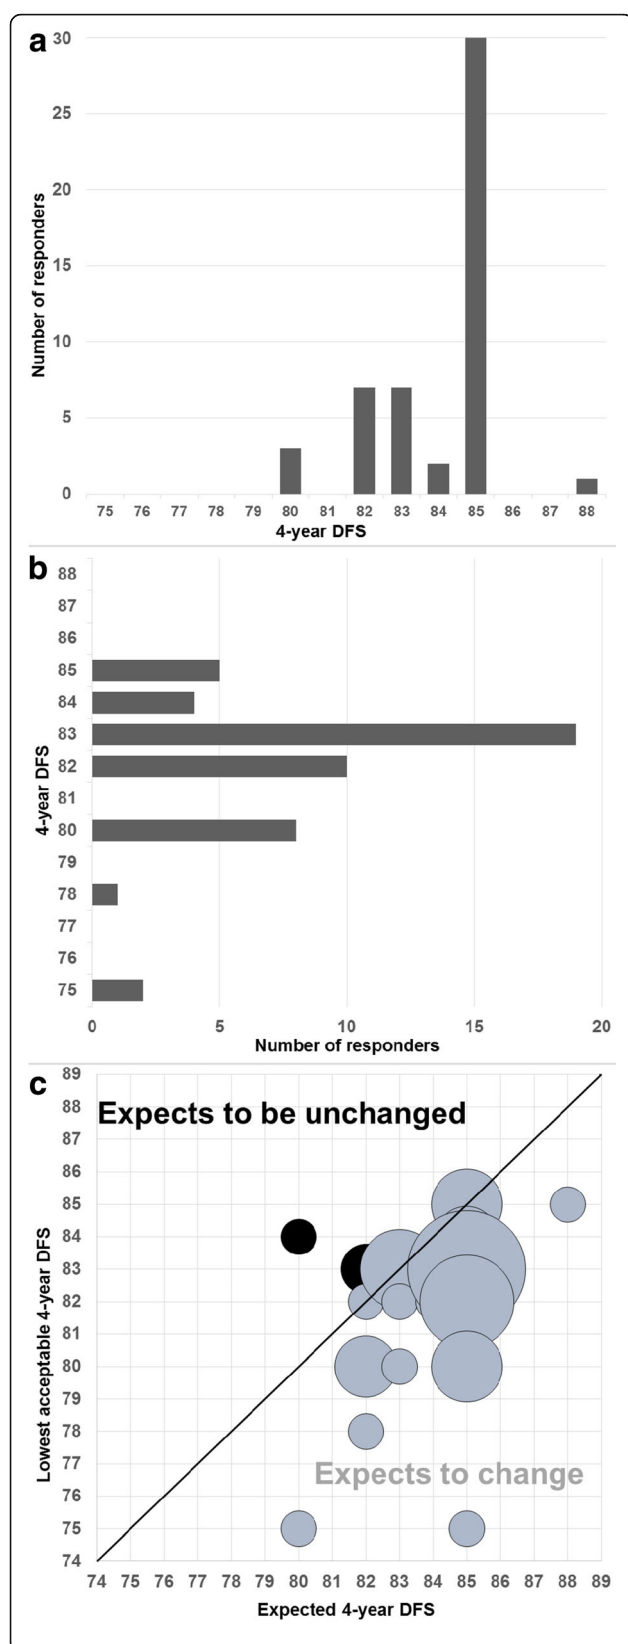 a
30
25
20
15
10
5
0
Number of responders
75 76 77 78 79 80 81 82 83 84 85 86 87 88
4-year DFS
b
88
87
86
85
84
83
82
81
80
79
78
77
76
75
4-year DFS
0 5 10 15 20
Number of responders
c
89
88
87
86
85
84
83
82
81
80
79
78
77
76
75
74
Lowest acceptable 4-year DFS
Expects to be unchanged
Expects to change
74 75 76 77 78 79 80 81 82 83 84 85 86 87 88 89
Expected 4-year DFS